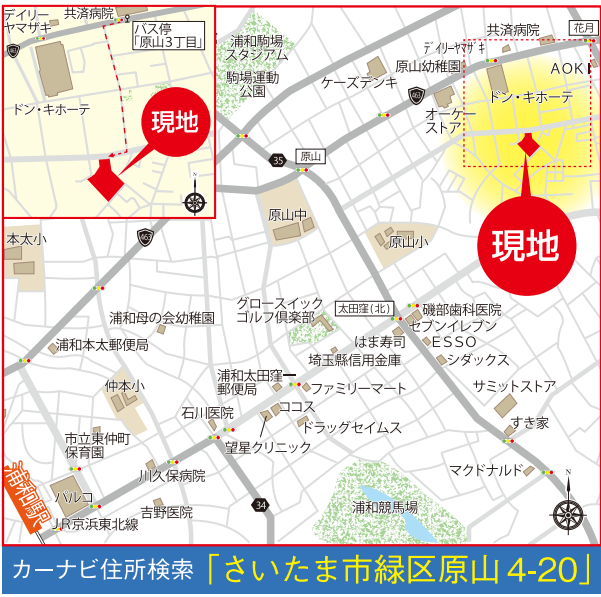 デイリー
ヤマザキ
共済病院
バス停
「原山3丁目」
463
ドン・キホーテ
現地
N
浦和駒場
スタジアム
駒場運動
公園
ケーズデンキ
デイリーヤマザキ
共済病院
花月
原山幼稚園
AOKI
463
ドン・キホーテ
オーケー
ストア
35
原山
現地
原山中
原山小
本太小
463
グロースイック
ゴルフ倶楽部
太田窪(北)
磯部歯科医院
セブンイレブン
浦和母の会幼稚園
はま寿司
ESSO
浦和本太郵便局
埼玉縣信用金庫
シダックス
浦和太田窪一
郵便局
ファミリーマート
サミットストア
仲本小
石川医院
ココス
ドラッグセイムス
すき家
市立東仲町
保育園
望星クリニック
川久保病院
マクドナルド
N
浦和駅
パルコ
吉野医院
34
浦和競馬場
JR京浜東北線
カーナビ住所検索「さいたま市緑区原山4-20」